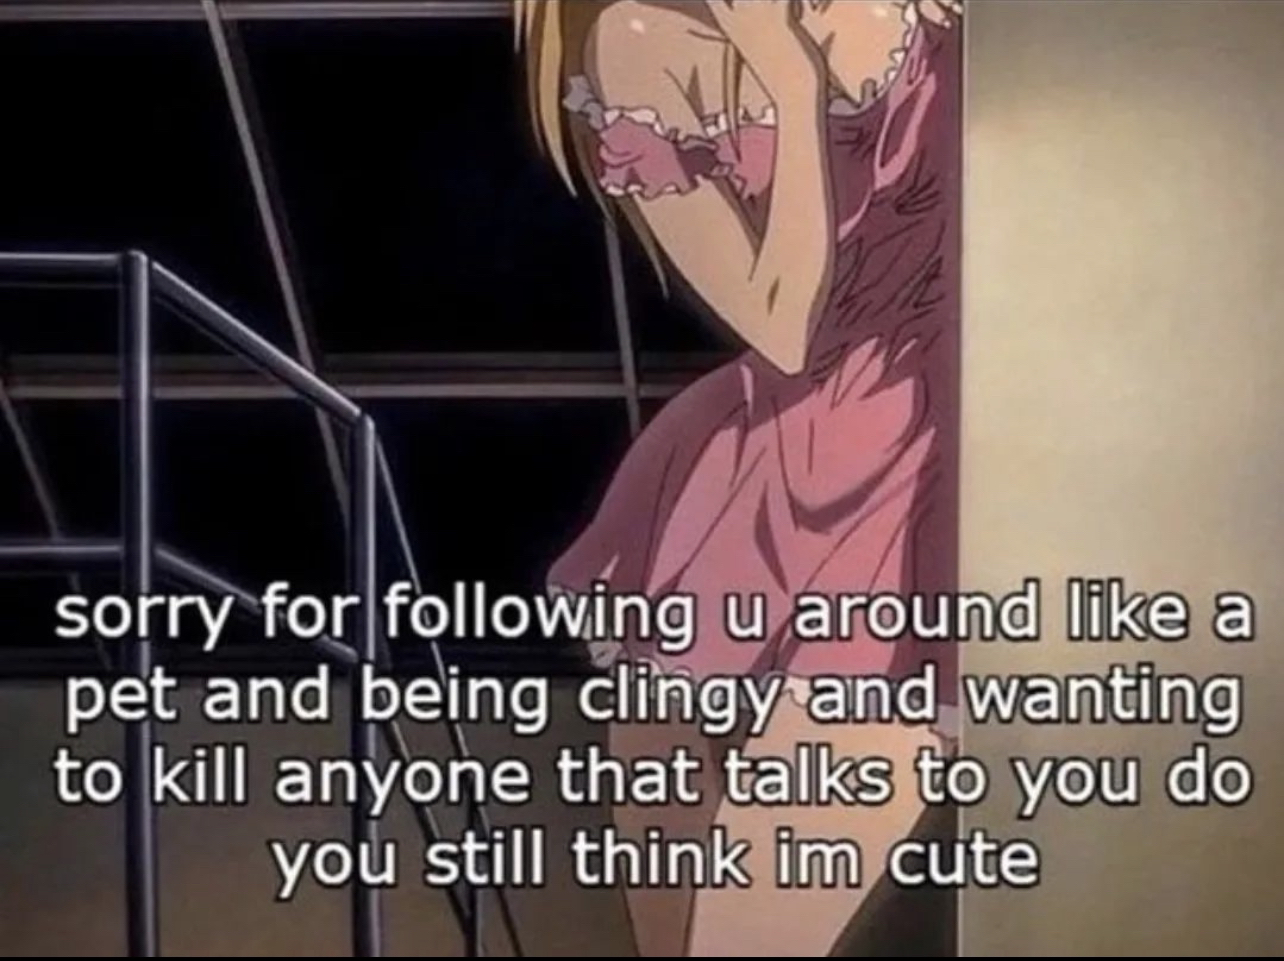 sorry for following u around like a
pet and being clingy and wanting
to kill anyone that talks to you do
you still think im cute